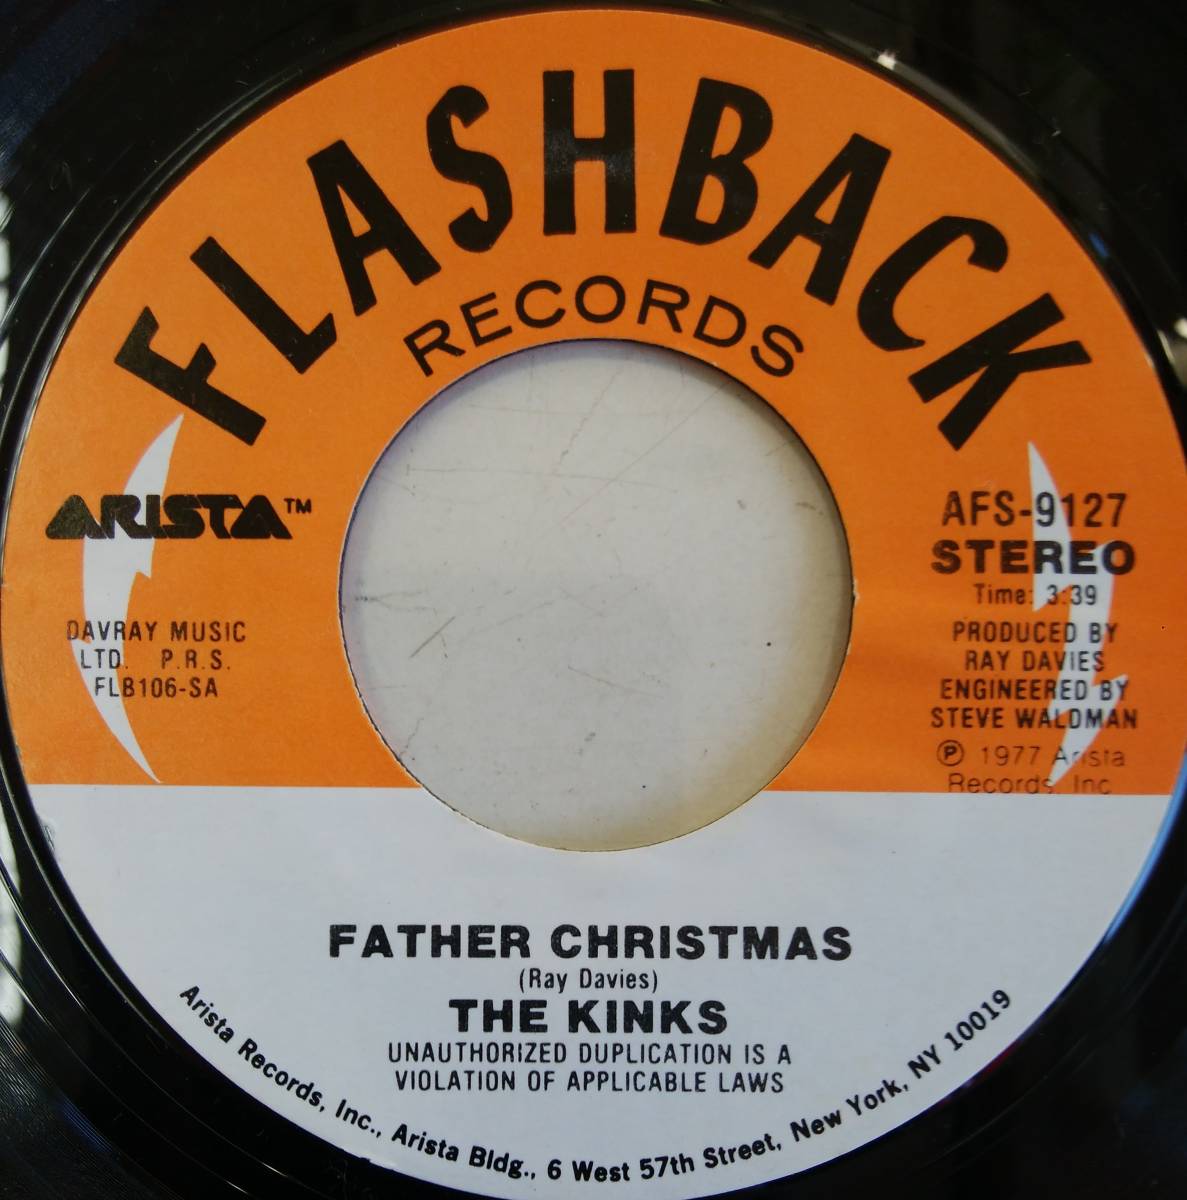 FLASHBACK
RECORDS
ARISTA™
DAVRAY MUSIC
LTD. P.R.S.
FLB106-SA
AFS-9127
STEREO
Time: 3:39
PRODUCED BY
RAY DAVIES
ENGINEERED BY
STEVE WALDMAN
℗ 1977 Arista
Records, Inc
FATHER CHRISTMAS
(Ray Davies)
THE KINKS
UNAUTHORIZED DUPLICATION IS A
VIOLATION OF APPLICABLE LAWS
Arista Records, Inc., Arista Bldg., 6 West 57th Street, New York, NY 10019